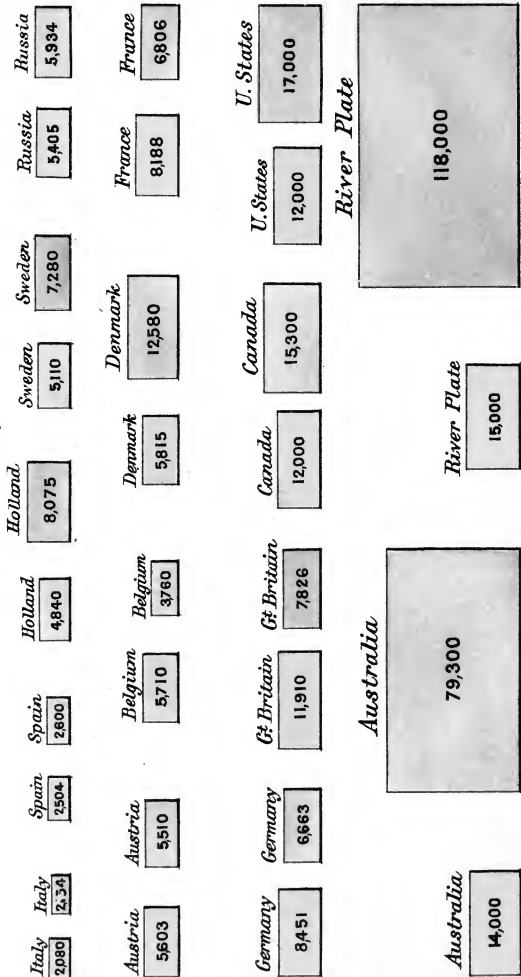 Italy Italy Spain Spain Holland Holland Sweden Sweden Russia Russia
2,080 2,504 2,600 4,840 8,075 5,110 7,280 5,405 5,934
Austria Austria Belgium Belgium Denmark Denmark France France
5,603 5,510 5,710 3,760 5,815 12,580 8,188 6,806
Germany Germany Gt Britain Gt Britain Canada Canada U. States U. States
8,451 6,663 11,910 7,826 12,000 15,300 12,000 17,000
Australia Australia River Plate River Plate
14,000 79,300 15,000 118,000